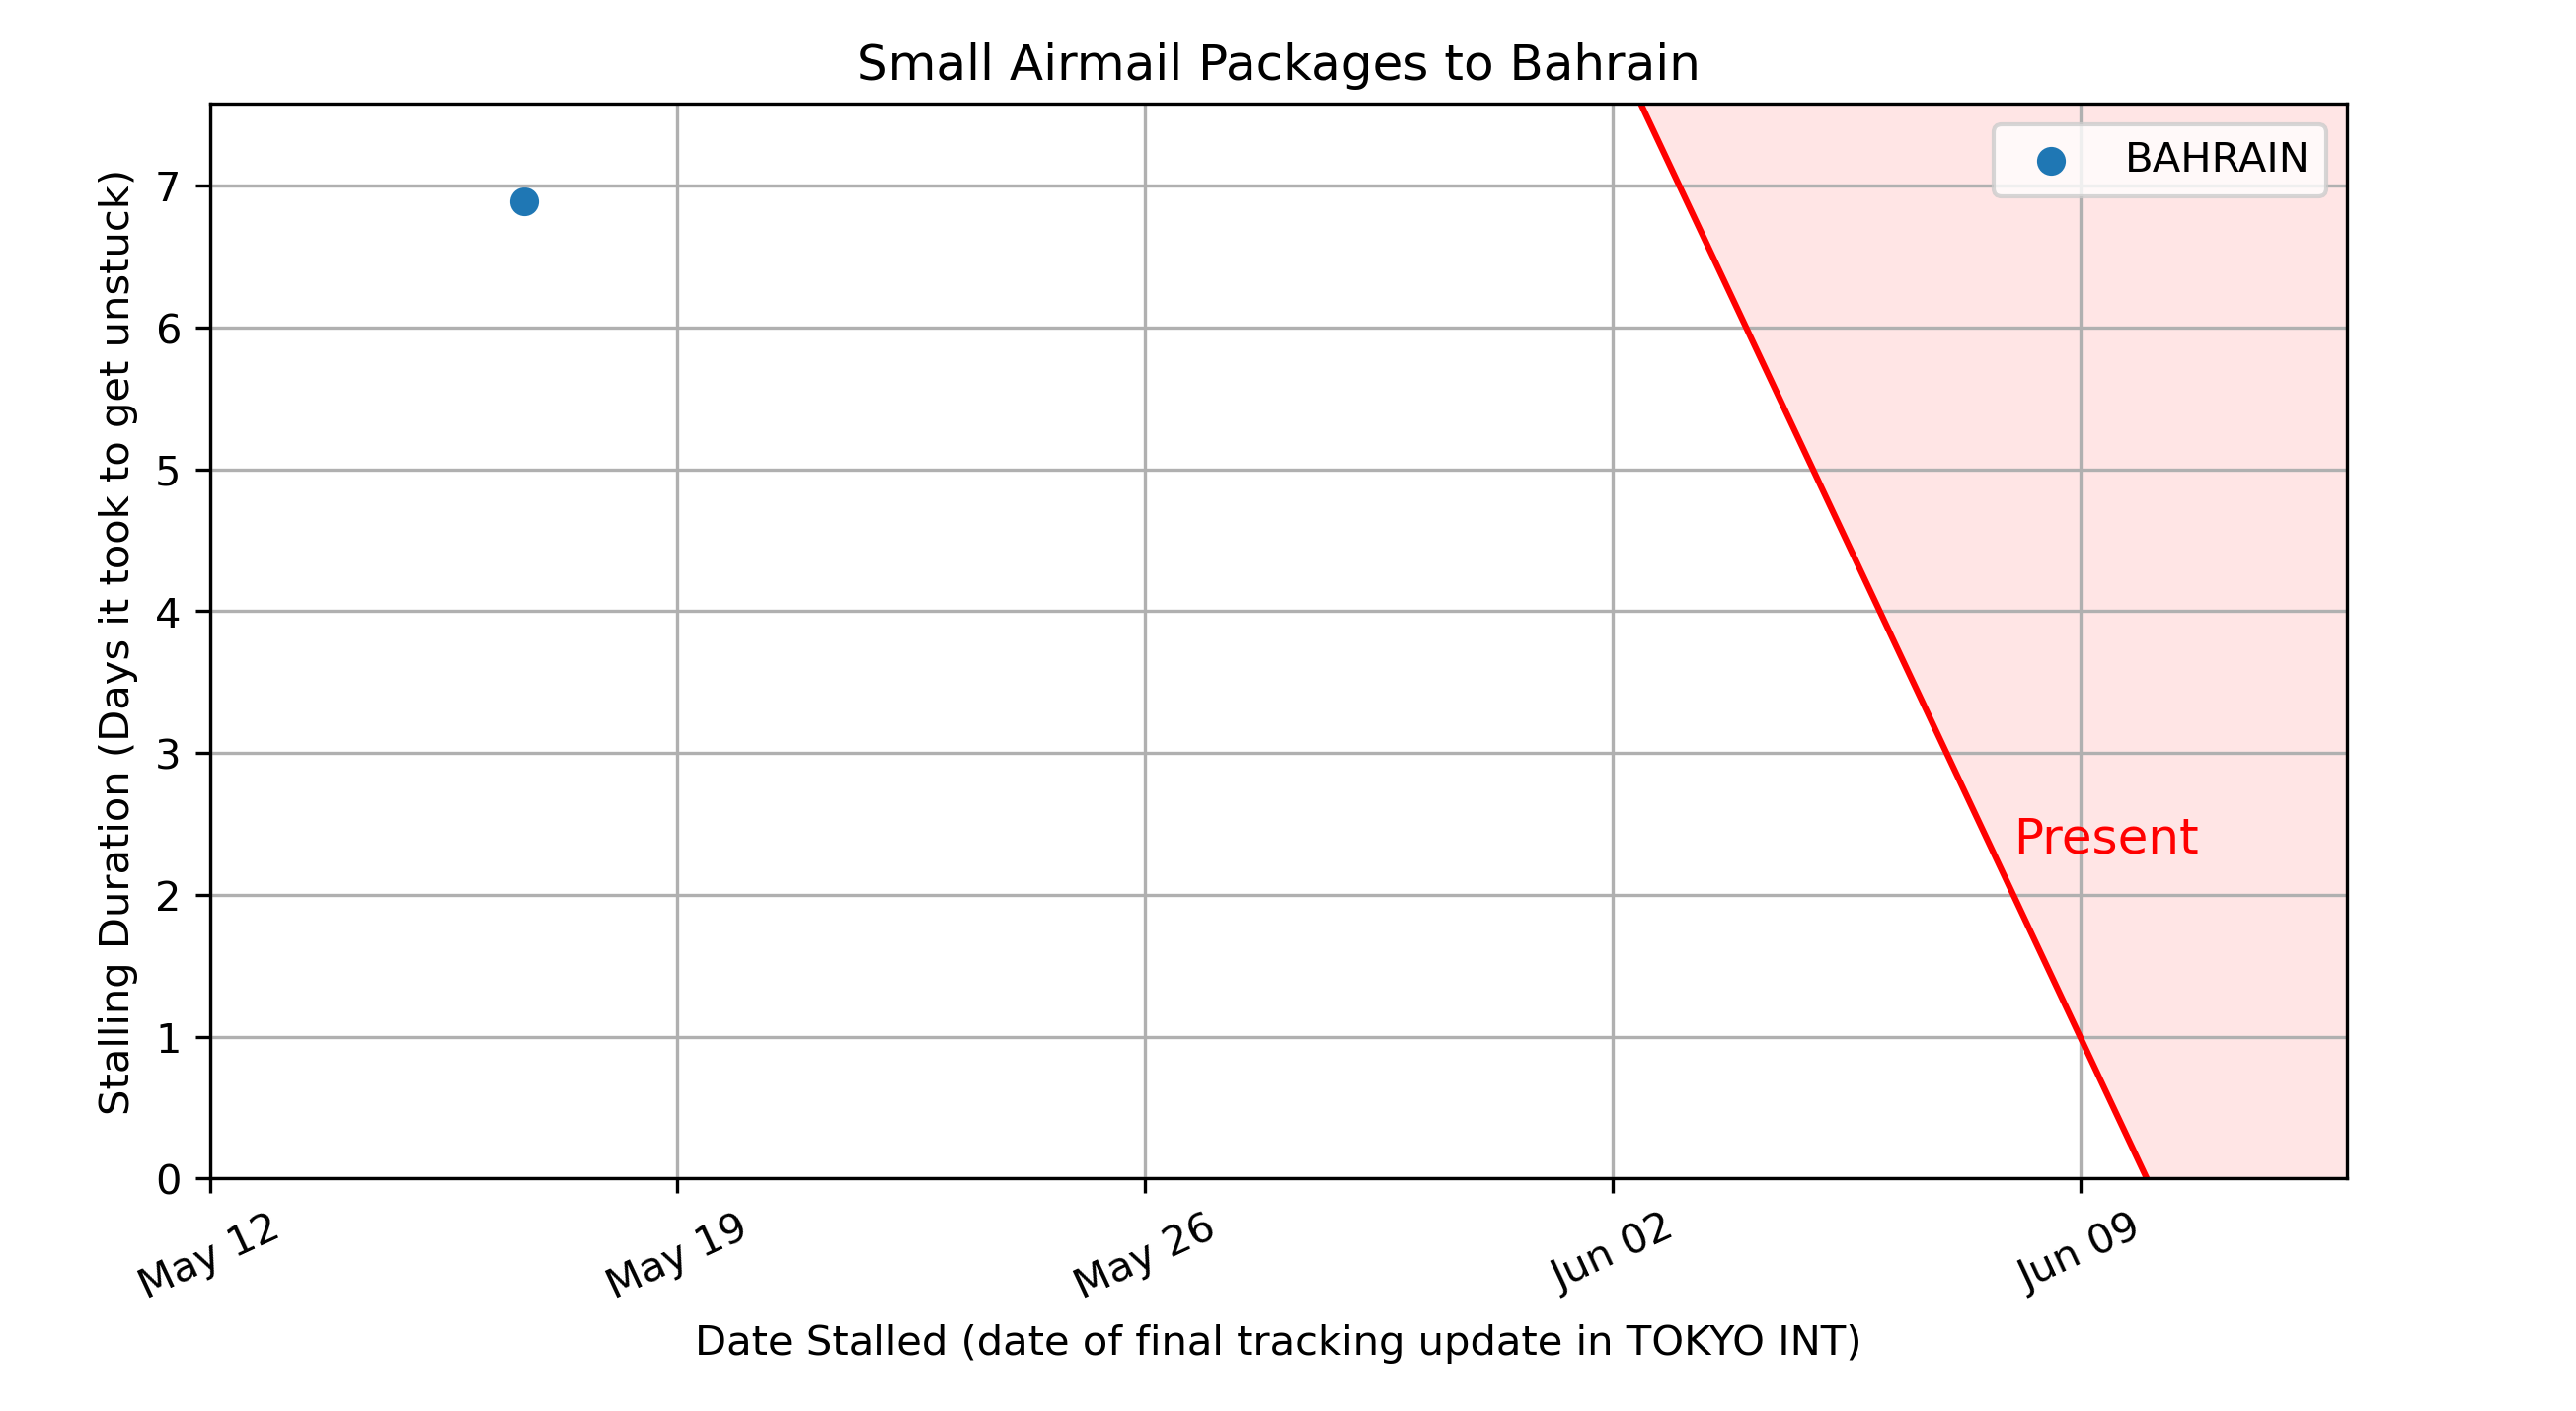 Small Airmail Packages to Bahrain
BAHRAIN
Stalling Duration (Days it took to get unstuck)
7
6
5
4
3
2
1
0
Present
May 12
May 19
May 26
Jun 02
Jun 09
Date Stalled (date of final tracking update in TOKYO INT)